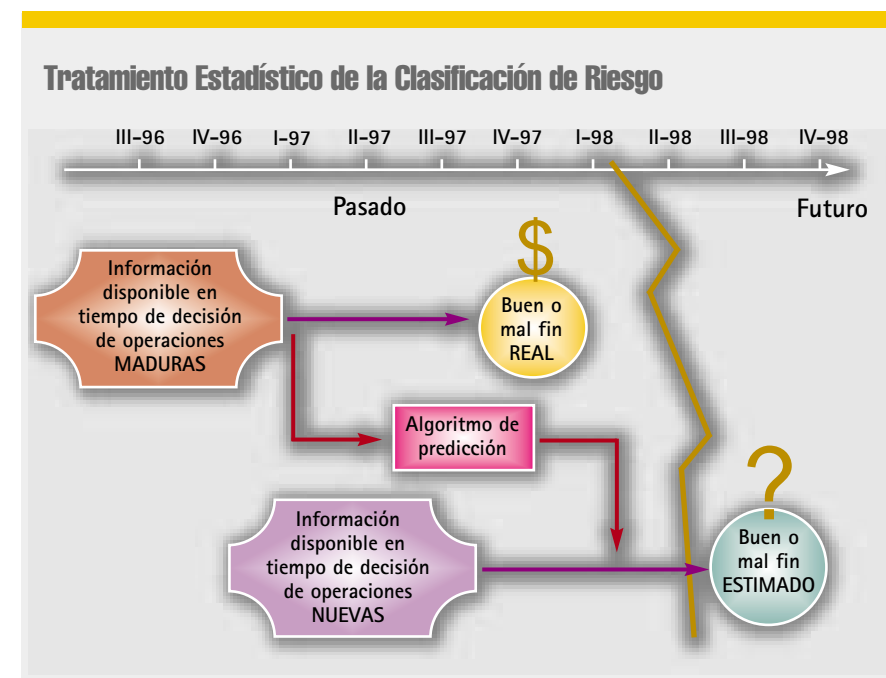 Tratamiento Estadístico de la Clasificación de Riesgo
III-96 IV-96 I-97 II-97 III-97 IV-97 I-98 II-98 III-98 IV-98
Pasado
Futuro
$
Información
disponible en
tiempo de decisión
de operaciones
MADURAS
Buen o
mal fin
REAL
Algoritmo de
predicción
?
Información
disponible en
tiempo de decisión
de operaciones
NUEVAS
Buen o
mal fin
ESTIMADO